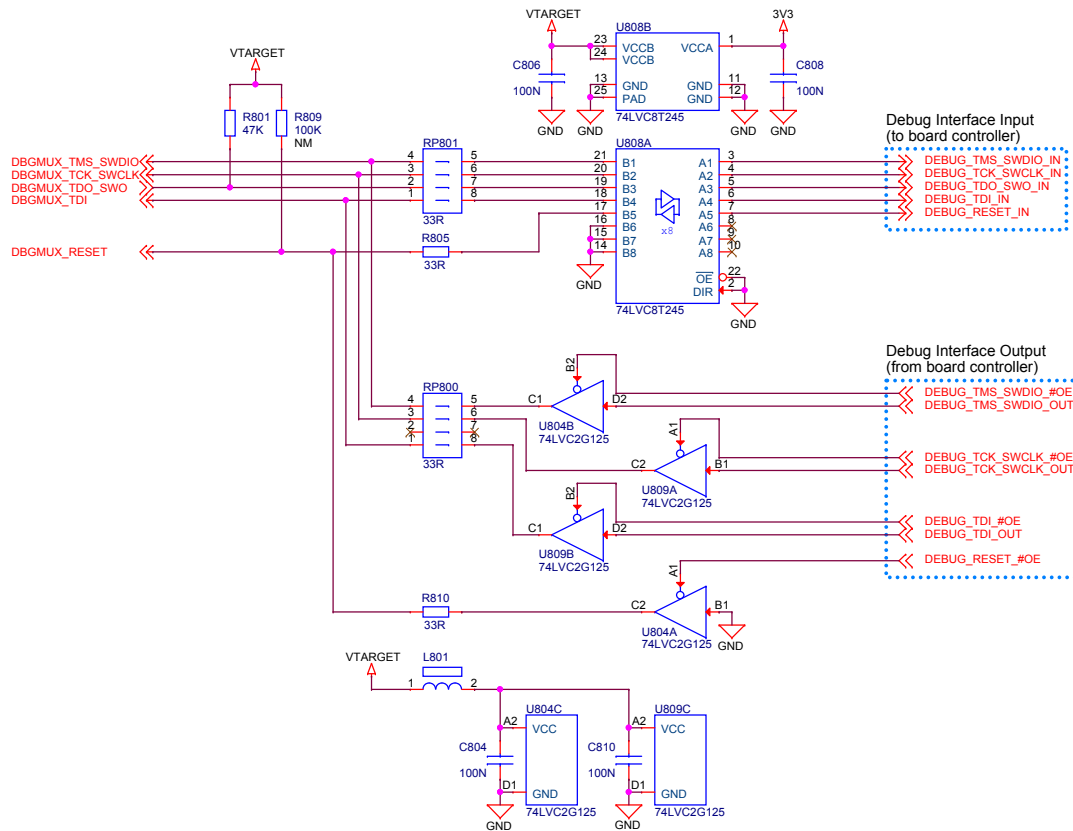 VTARGET
U808B
3V3
23 VCCB VCCA 1
24 VCCB
C806
100N
13 GND GND 11
25 PAD GND 12
C808
100N
74LVC8T245
GND
GND
GND
GND
VTARGET
R801
47K
R809
100K
NM
Debug Interface Input
(to board controller)
RP801
U808A
DBGMUX_TMS_SWDIO
4 5
21 B1 A1 3
DEBUG_TMS_SWDIO_IN
DBGMUX_TCK_SWCLK
3 6
20 B2 A2 4
DEBUG_TCK_SWCLK_IN
DBGMUX_TDO_SWO
2 7
19 B3 A3 5
DEBUG_TDO_SWO_IN
DBGMUX_TDI
1 8
18 B4 A4 6
DEBUG_TDI_IN
33R
17 B5 A5 7
DEBUG_RESET_IN
16 B6 A6 8
15 B7 A7 9
14 B8 A8 10
x8
DBGMUX_RESET
R805
33R
GND
OE 22
DIR 2
74LVC8T245
GND
Debug Interface Output
(from board controller)
RP800
4 5
3 6
2 7
1 8
33R
B2
C1 D2
U804B
74LVC2G125
DEBUG_TMS_SWDIO_#OE
DEBUG_TMS_SWDIO_OUT
A1
C2 B1
U809A
74LVC2G125
DEBUG_TCK_SWCLK_#OE
DEBUG_TCK_SWCLK_OUT
B2
C1 D2
U809B
74LVC2G125
DEBUG_TDI_#OE
DEBUG_TDI_OUT
DEBUG_RESET_#OE
A1
R810
33R
C2 B1
U804A
74LVC2G125
GND
VTARGET
L801
1 2
U804C
A2 VCC
C804
100N
D1 GND
74LVC2G125
GND
U809C
A2 VCC
C810
100N
D1 GND
74LVC2G125
GND